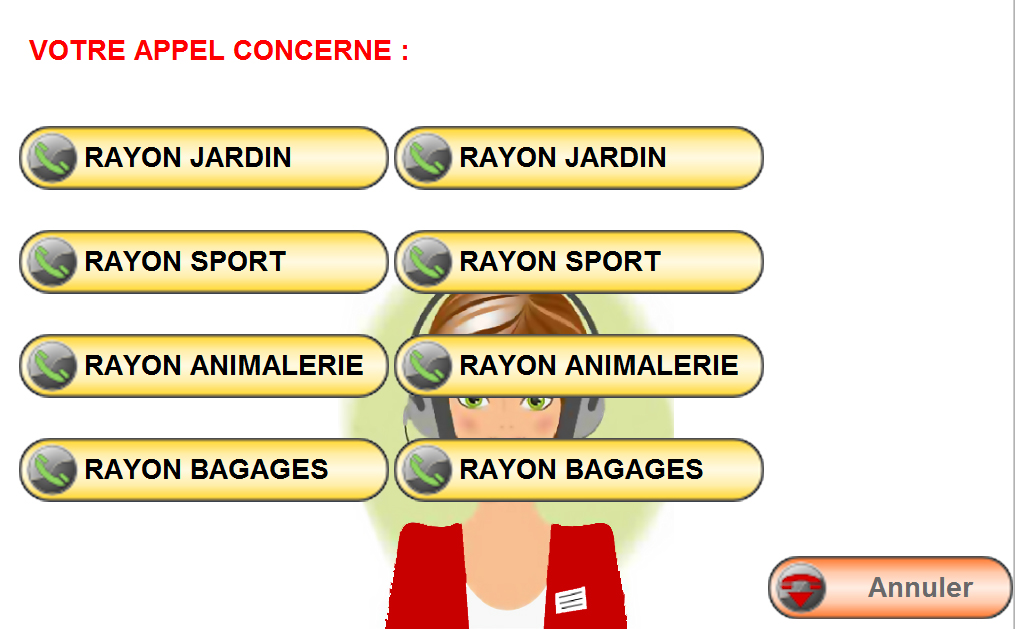 VOTRE APPEL CONCERNE :
RAYON JARDIN
RAYON JARDIN
RAYON SPORT
RAYON SPORT
RAYON ANIMALERIE
RAYON ANIMALERIE
RAYON BAGAGES
RAYON BAGAGES
Annuler